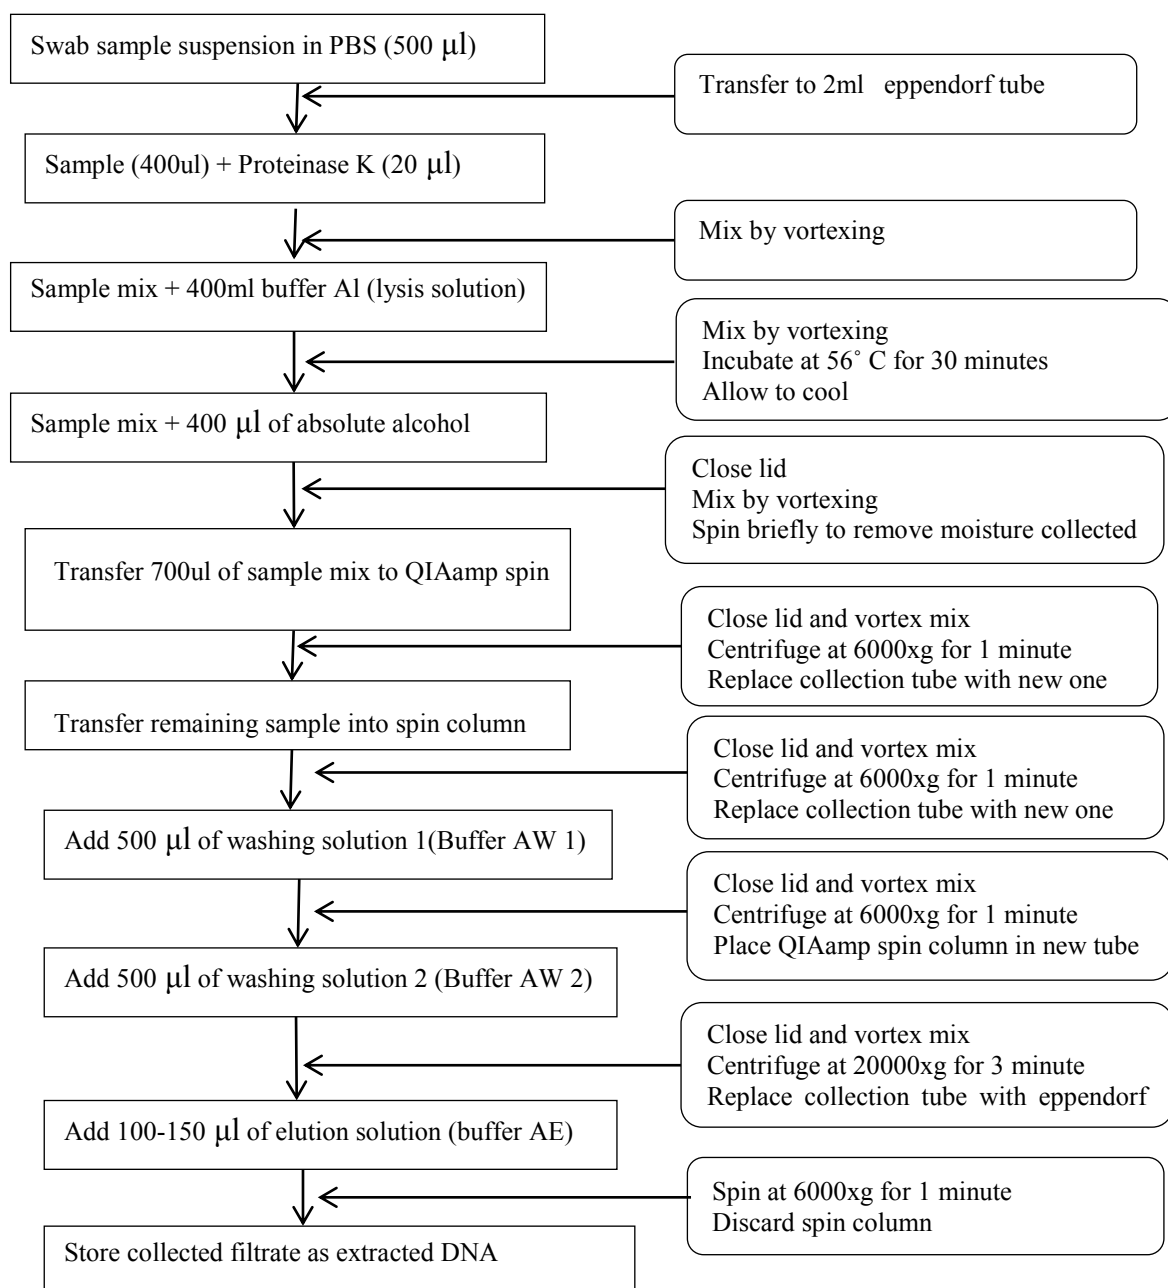 Swab sample suspension in PBS (500 µl)
Transfer to 2ml eppendorf tube
Sample (400ul) + Proteinase K (20 µl)
Mix by vortexing
Sample mix + 400ml buffer Al (lysis solution)
Mix by vortexing
Incubate at 56˚ C for 30 minutes
Allow to cool
Sample mix + 400 µl of absolute alcohol
Close lid
Mix by vortexing
Spin briefly to remove moisture collected
Transfer 700ul of sample mix to QIAamp spin
Close lid and vortex mix
Centrifuge at 6000xg for 1 minute
Replace collection tube with new one
Transfer remaining sample into spin column
Close lid and vortex mix
Centrifuge at 6000xg for 1 minute
Replace collection tube with new one
Add 500 µl of washing solution 1(Buffer AW 1)
Close lid and vortex mix
Centrifuge at 6000xg for 1 minute
Place QIAamp spin column in new tube
Add 500 µl of washing solution 2 (Buffer AW 2)
Close lid and vortex mix
Centrifuge at 20000xg for 3 minute
Replace collection tube with eppendorf
Add 100-150 µl of elution solution (buffer AE)
Spin at 6000xg for 1 minute
Discard spin column
Store collected filtrate as extracted DNA